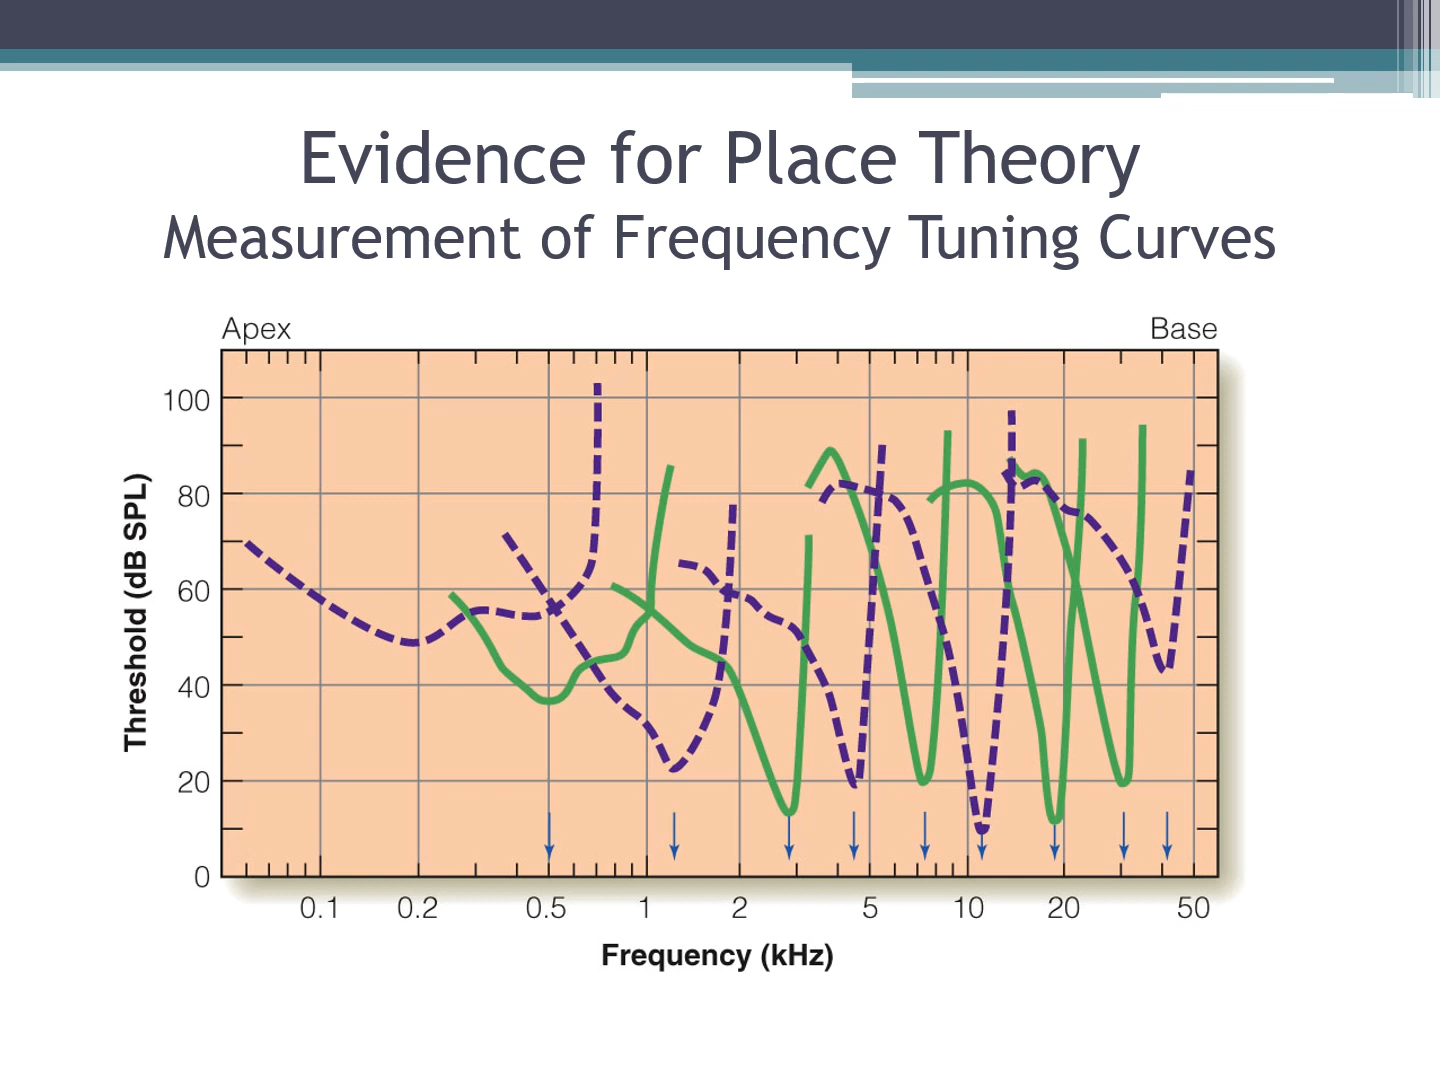 Evidence for Place Theory
Measurement of Frequency Tuning Curves
Apex Base
100
80
60
40
20
0
Threshold (dB SPL)
0.1 0.2 0.5 1 2 5 10 20 50
Frequency (kHz)